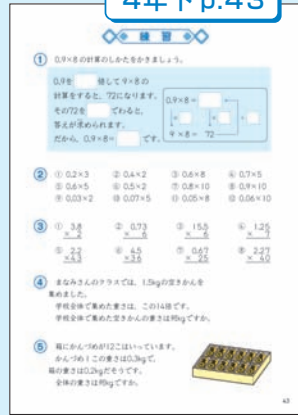 4年下p.43
練習
① 0.9×8の計算のしかたをかきましょう。
0.9を 倍して9×8の
計算をすると、72になります。
その72を でわると、
答えが求められます。
だから、0.9×8= です。
0.9×8=
9×8= 72
② ① 0.2×3 ② 0.4×2 ③ 0.6×8 ④ 0.7×5
⑤ 0.6×5 ⑥ 0.5×2 ⑦ 0.8×10 ⑧ 0.9×10
⑨ 0.03×2 ⑩ 0.07×5 ⑪ 0.05×8 ⑫ 0.06×10
③ ① 3.8 ② 0.73 ③ 15.5 ④ 1.25
× 2 × 6 × 6 × 7
⑤ 2.2 ⑥ 4.5 ⑦ 0.67 ⑧ 2.27
×43 ×36 × 25 × 40
④ まなみさんのクラスでは、1.5kgの空きかんを
集めました。
学校全体で集めた重さは、この14倍です。
学校全体で集めた空きかんの重さは何kgですか。
⑤ 箱にかんづめが12こはいっています。
かんづめ1この重さは0.3kgで、
箱の重さは0.2kgだそうです。
全体の重さは何kgですか。
43